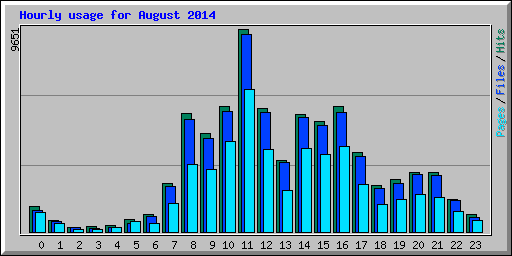 Hourly usage for August 2014
9651
Pages / Files / Hits
0 1 2 3 4 5 6 7 8 9 10 11 12 13 14 15 16 17 18 19 20 21 22 23